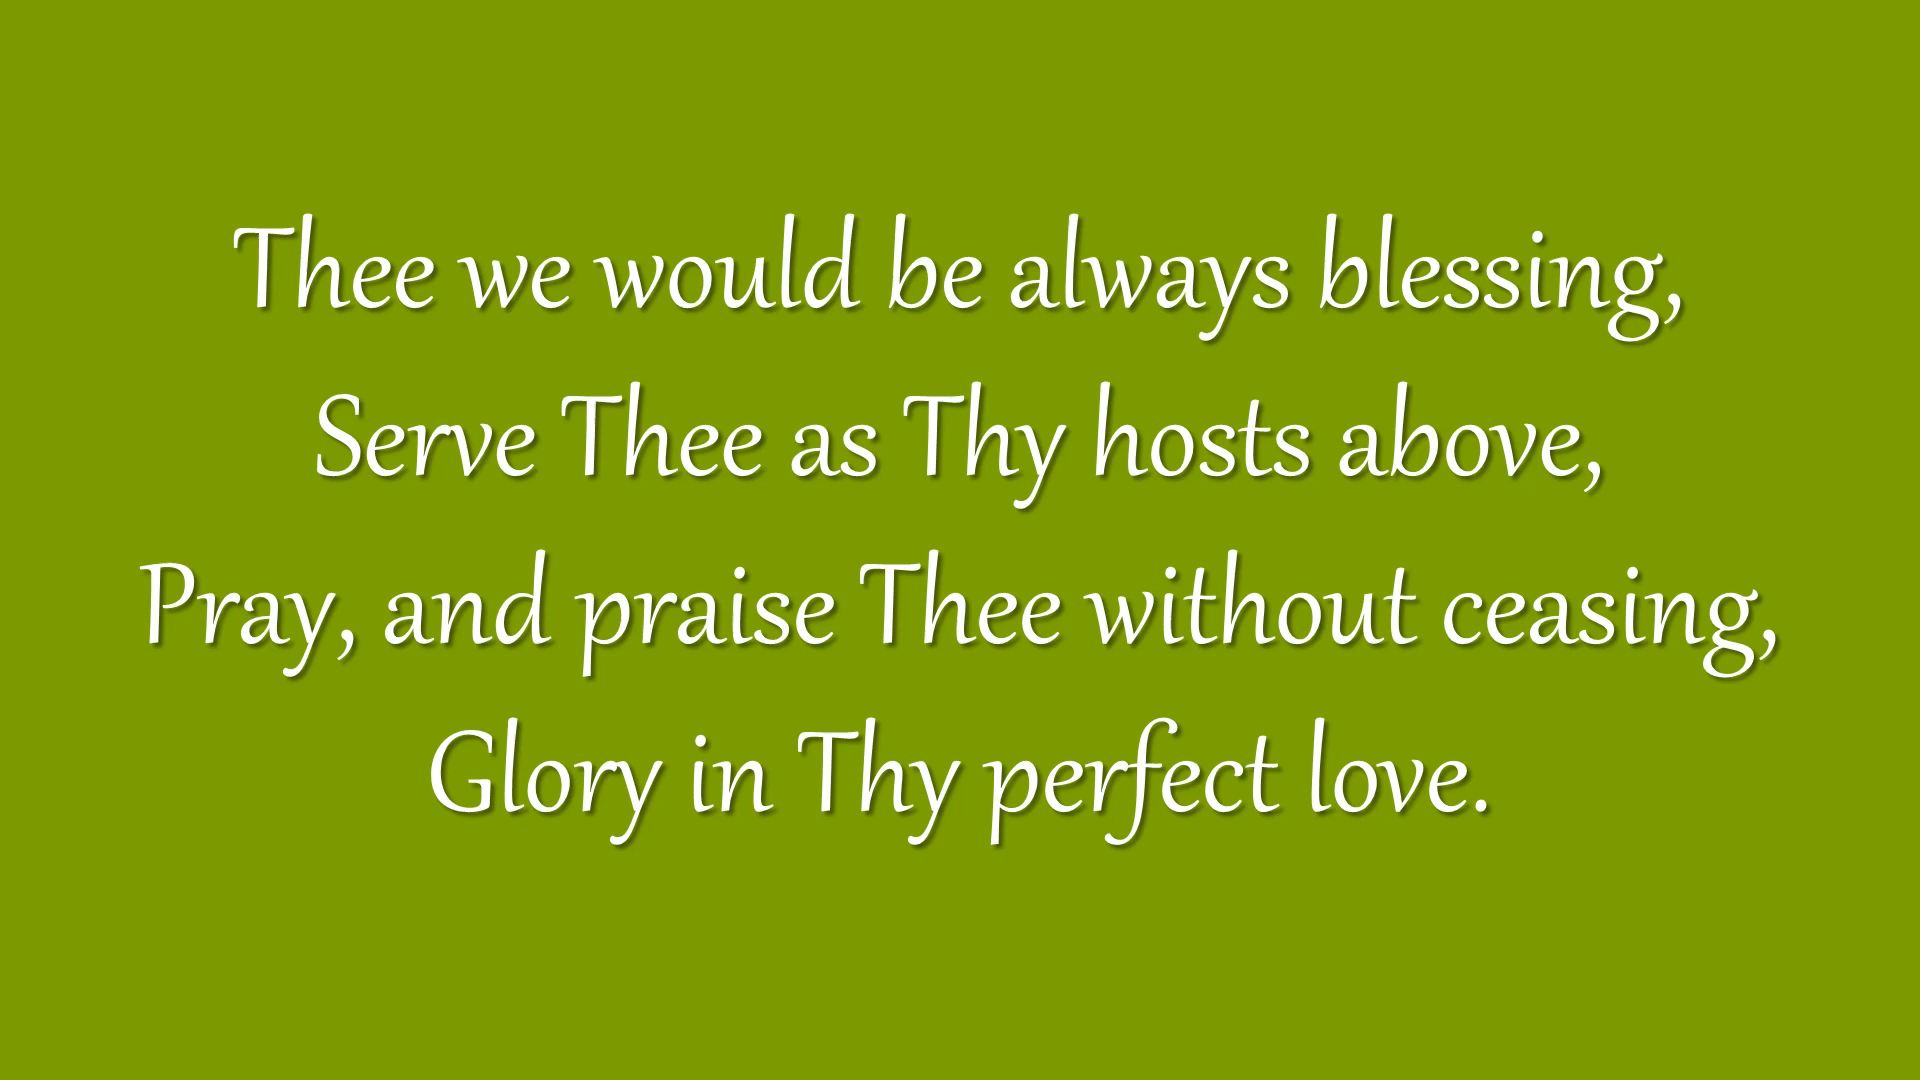 Thee we would be always blessing,
Serve Thee as Thy hosts above,
Pray, and praise Thee without ceasing,
Glory in Thy perfect love.